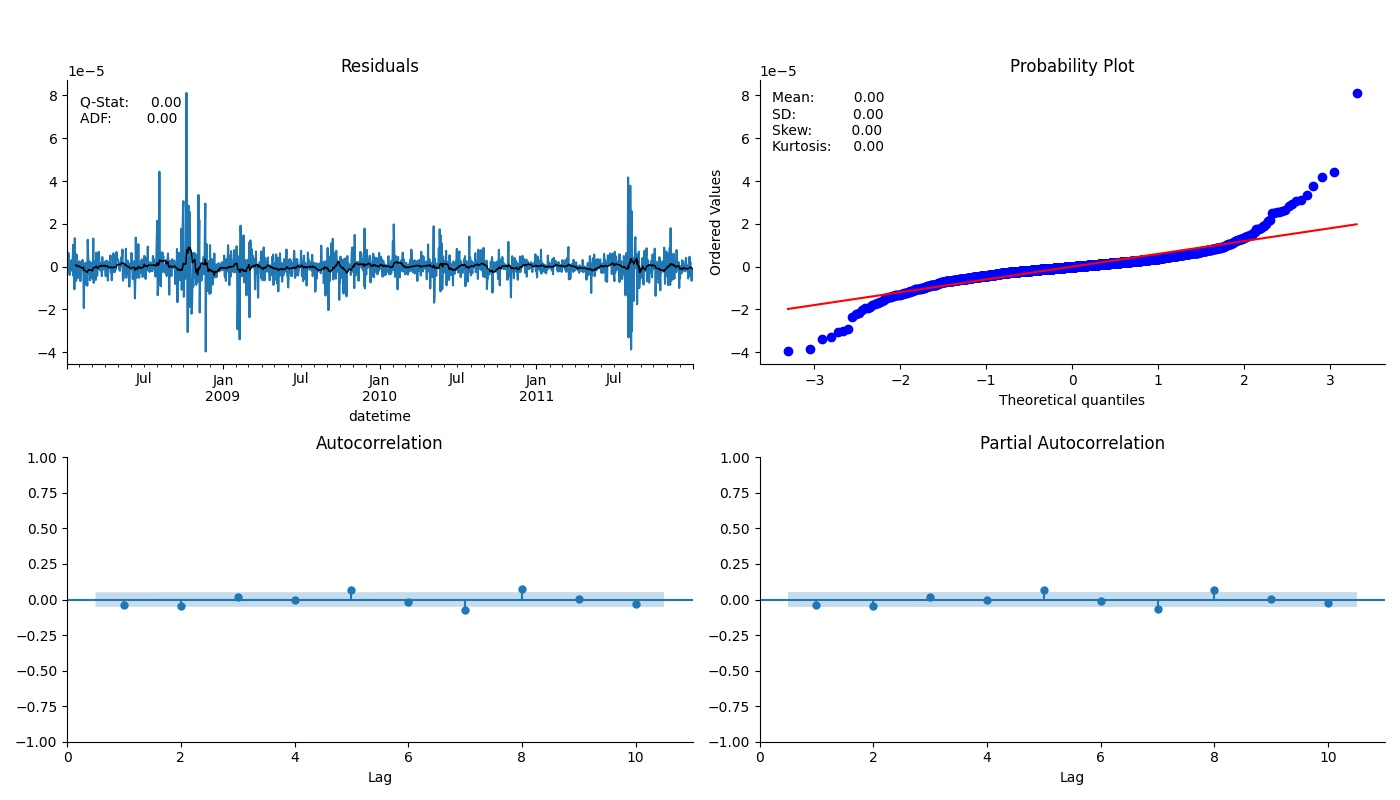 Residuals
1e−5
Q-Stat: 0.00
ADF: 0.00
8
6
4
2
0
−2
−4
Jul
Jan
2009
Jul
Jan
2010
Jul
Jan
2011
Jul
datetime
Probability Plot
1e−5
Mean: 0.00
SD: 0.00
Skew: 0.00
Kurtosis: 0.00
Ordered Values
8
6
4
2
0
−2
−4
−3
−2
−1
0
1
2
3
Theoretical quantiles
Autocorrelation
1.00
0.75
0.50
0.25
0.00
−0.25
−0.50
−0.75
−1.00
0
2
4
6
8
10
Lag
Partial Autocorrelation
1.00
0.75
0.50
0.25
0.00
−0.25
−0.50
−0.75
−1.00
0
2
4
6
8
10
Lag